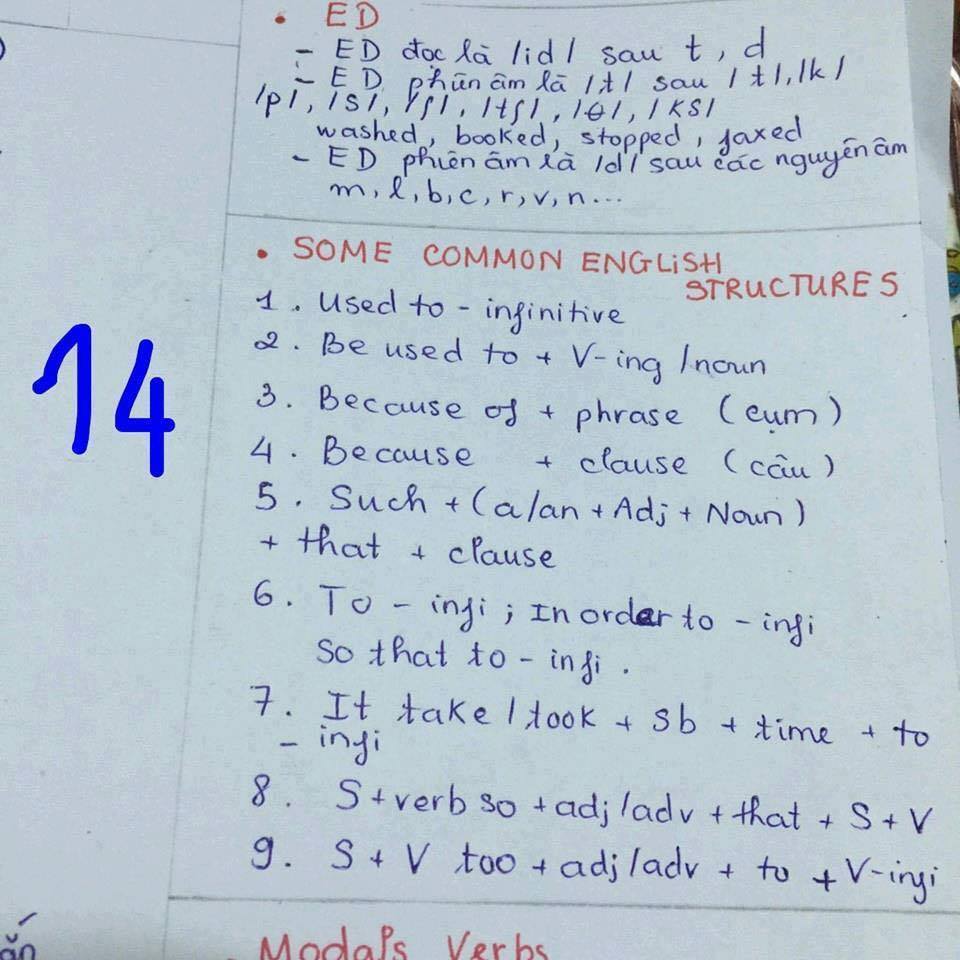 • ED
- ED đọc là /id/ sau t, d
- ED phiên âm là /t/ sau /t/, /k/
/p/, /s/, /ʃ/, /tʃ/, /θ/, /ks/
washed, booked, stopped, faxed
- ED phiên âm là /d/ sau các nguyên âm
m, l, b, c, r, v, n...
• SOME COMMON ENGLISH
STRUCTURES
1. Used to - infinitive
2. Be used to + V-ing /noun
3. Because of + phrase (cụm)
4. Because + clause (câu)
14
5. Such + (a/an + Adj + Noun)
+ that + clause
6. To - infi ; In order to - infi
So that to - infi.
7. It take / took + Sb + time + to
- infi
8. S + verb so + adj/adv + that + S + V
9. S + V too + adj/adv + to + V-infi
Modals Verbs